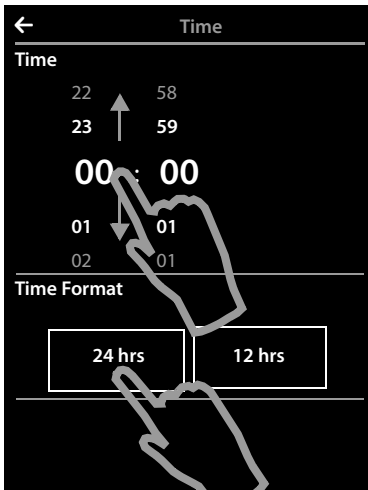 Time
Time
22 58
23 59
00 : 00
01 01
02 01
Time Format
24 hrs 12 hrs